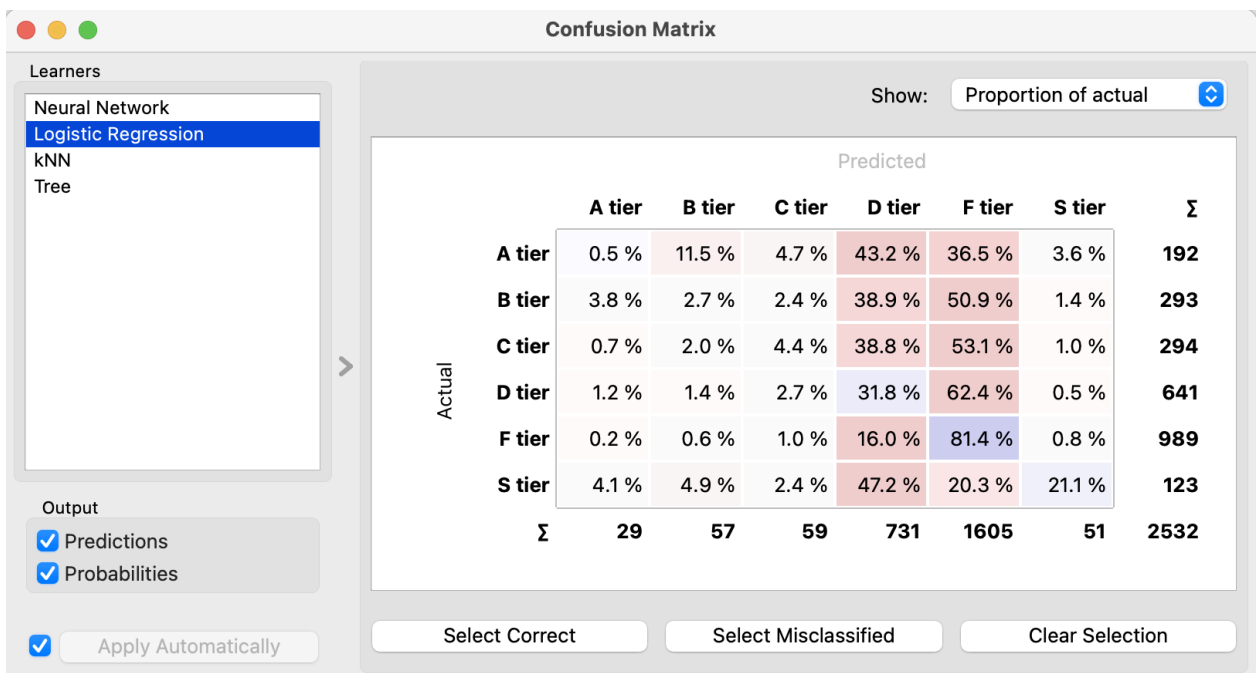 Confusion Matrix
Learners
Neural Network
Logistic Regression
kNN
Tree
Output
Predictions
Probabilities
Apply Automatically
Show: Proportion of actual
Predicted
A tier B tier C tier D tier F tier S tier Σ
Actual
A tier 0.5 % 11.5 % 4.7 % 43.2 % 36.5 % 3.6 % 192
B tier 3.8 % 2.7 % 2.4 % 38.9 % 50.9 % 1.4 % 293
C tier 0.7 % 2.0 % 4.4 % 38.8 % 53.1 % 1.0 % 294
D tier 1.2 % 1.4 % 2.7 % 31.8 % 62.4 % 0.5 % 641
F tier 0.2 % 0.6 % 1.0 % 16.0 % 81.4 % 0.8 % 989
S tier 4.1 % 4.9 % 2.4 % 47.2 % 20.3 % 21.1 % 123
Σ 29 57 59 731 1605 51 2532
Select Correct Select Misclassified Clear Selection